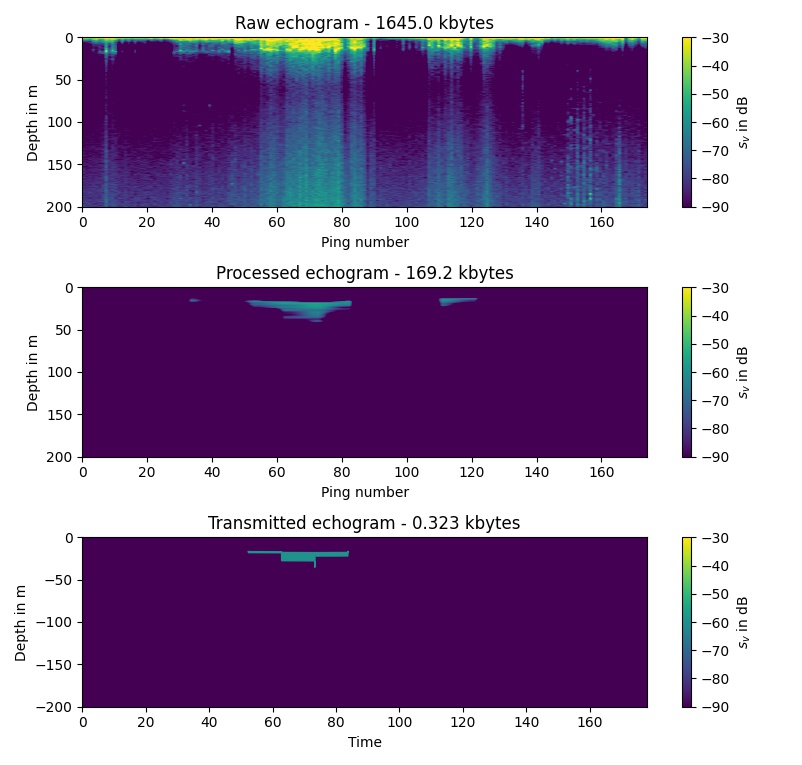 Raw echogram - 1645.0 kbytes
0
50
100
150
200
Depth in m
0 20 40 60 80 100 120 140 160
Ping number
−30
−40
−50
−60
−70
−80
−90
sv in dB
Processed echogram - 169.2 kbytes
0
50
100
150
200
Depth in m
0 20 40 60 80 100 120 140 160
Ping number
−30
−40
−50
−60
−70
−80
−90
sv in dB
Transmitted echogram - 0.323 kbytes
0
−50
−100
−150
−200
Depth in m
0 20 40 60 80 100 120 140 160
Time
−30
−40
−50
−60
−70
−80
−90
sv in dB